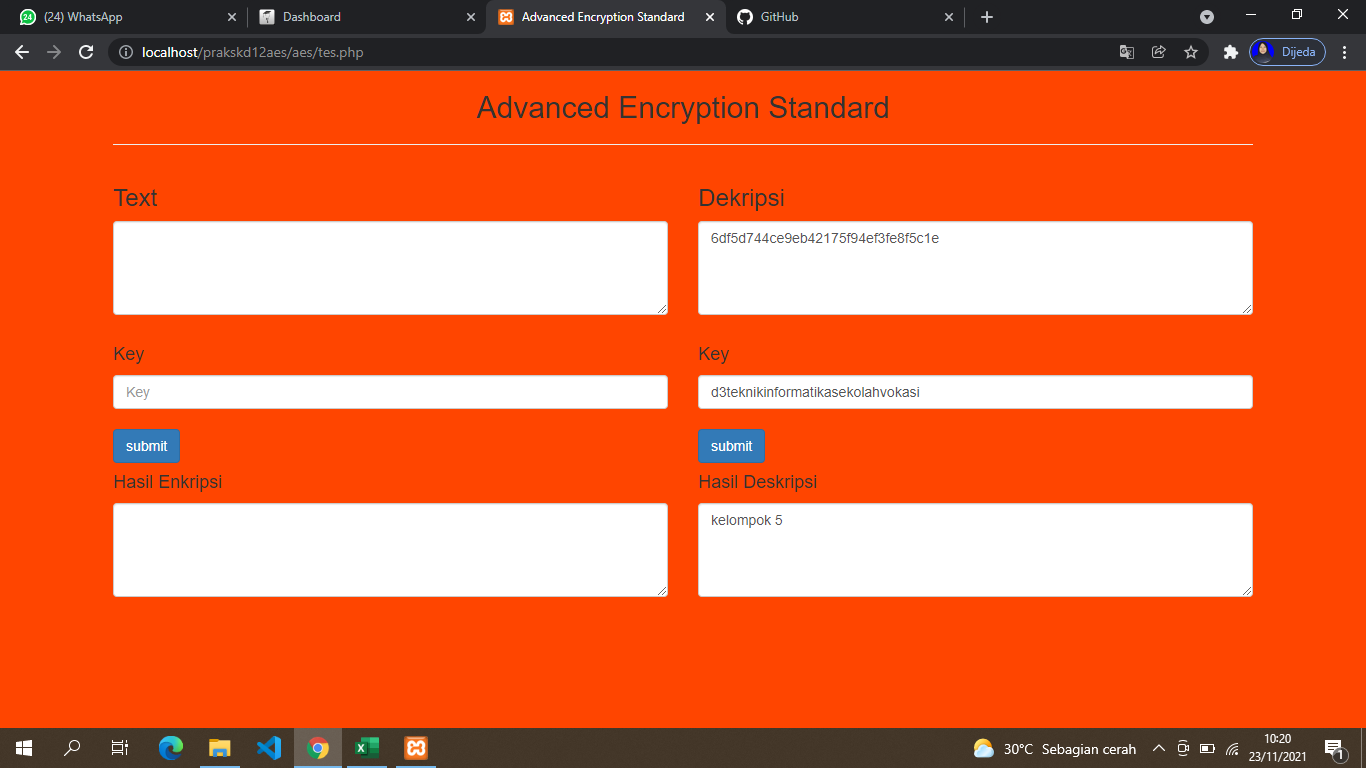 24 (24) WhatsApp
Dashboard
Advanced Encryption Standard
GitHub
localhost/prakskd12aes/aes/tes.php
Dijeda
Advanced Encryption Standard
Text
Dekripsi
6df5d744ce9eb42175f94ef3fe8f5c1e
Key
Key
Key
d3teknikinformatikasekolahvokasi
submit
submit
Hasil Enkripsi
Hasil Deskripsi
kelompok 5
30°C Sebagian cerah
10:20
23/11/2021
1